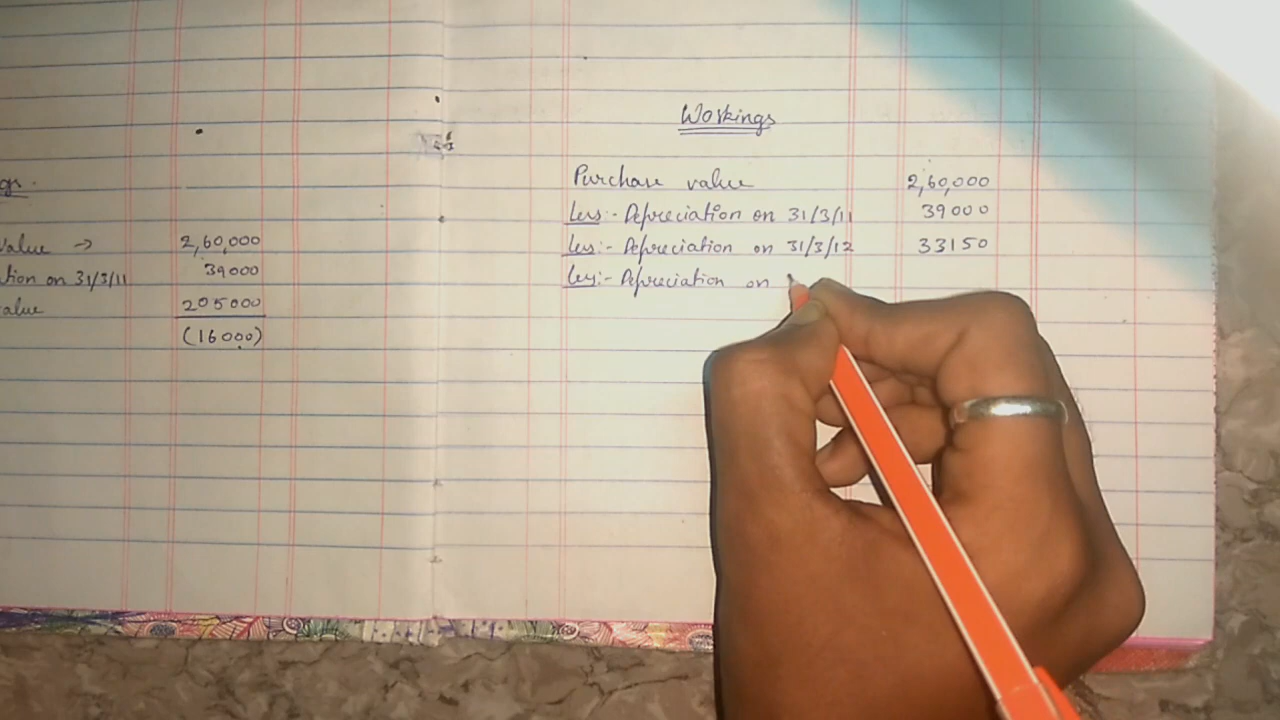 gs.
value → 2,60,000
tion on 31/3/11 39000
alue 205000
(16000)
Workings
Purchase value 2,60,000
Less:- Depreciation on 31/3/11 39000
Less:- Depreciation on 31/3/12 33150
Less:- Depreciation on